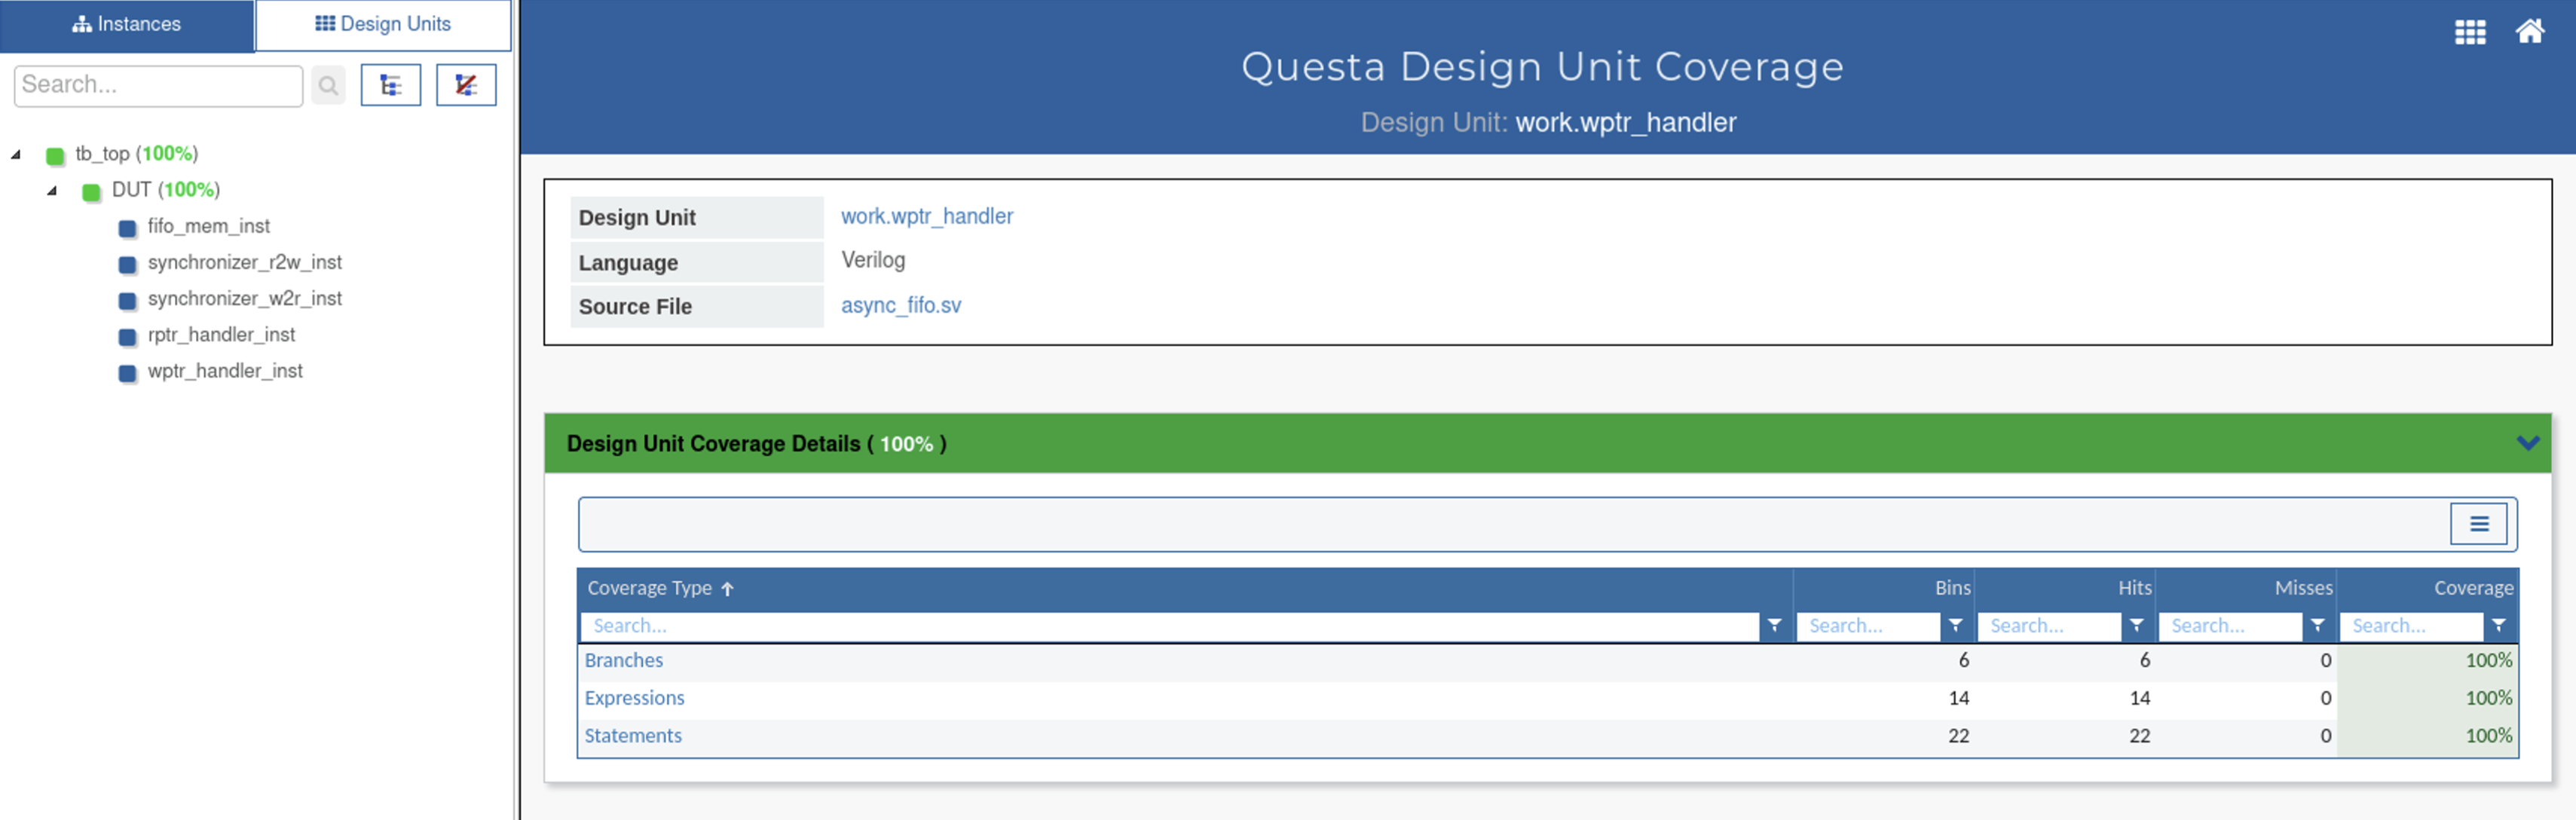 Instances
Design Units
Search...
tb_top (100%)
DUT (100%)
fifo_mem_inst
synchronizer_r2w_inst
synchronizer_w2r_inst
rptr_handler_inst
wptr_handler_inst
Questa Design Unit Coverage
Design Unit: work.wptr_handler
Design Unit work.wptr_handler
Language Verilog
Source File async_fifo.sv
Design Unit Coverage Details ( 100% )
Coverage Type Bins Hits Misses Coverage
Search... Search... Search... Search... Search...
Branches 6 6 0 100%
Expressions 14 14 0 100%
Statements 22 22 0 100%